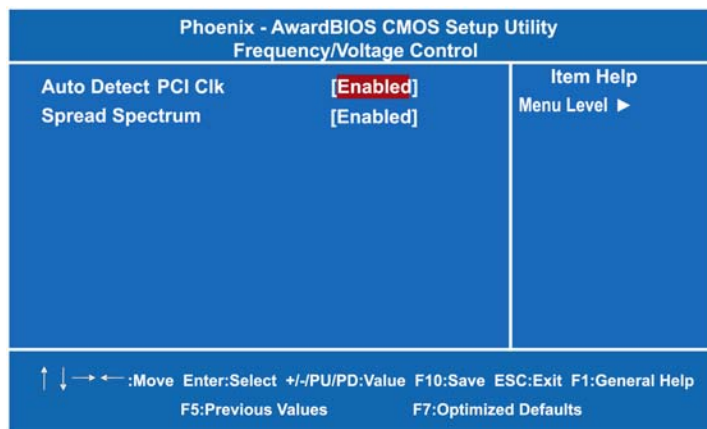 Phoenix - AwardBIOS CMOS Setup Utility
Frequency/Voltage Control
Auto Detect PCI Clk [Enabled]
Spread Spectrum [Enabled]
Item Help
Menu Level ►
↑ ↓ → ← :Move Enter:Select +/-/PU/PD:Value F10:Save ESC:Exit F1:General Help
F5:Previous Values F7:Optimized Defaults